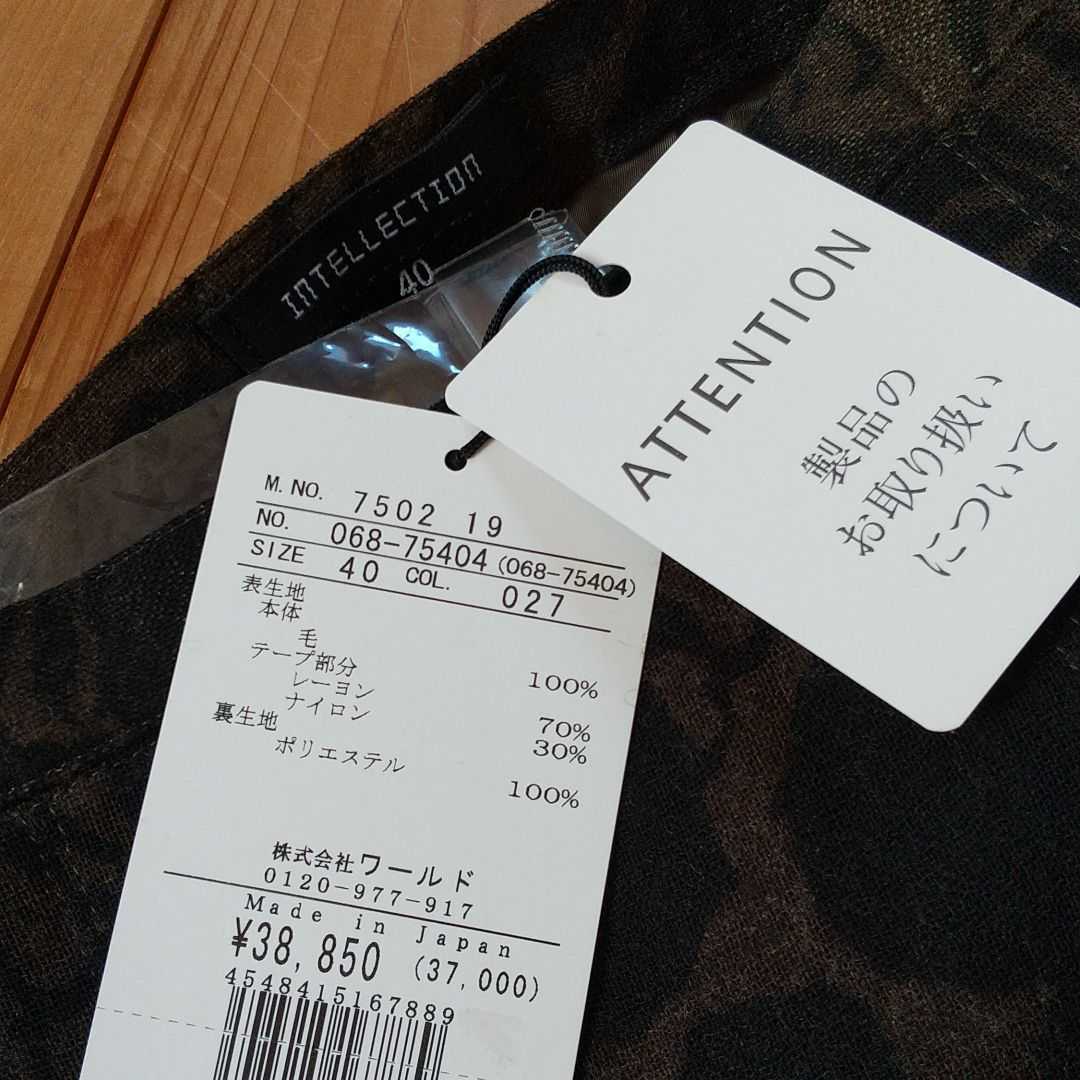 INTELLECTION
40
ATTENTION
製品の
お取り扱い
について
M. NO. 7502 19
NO. 068-75404 (068-75404)
SIZE 40 COL. 027
表生地
本体
毛 100%
テープ部分
レーヨン 70%
ナイロン 30%
裏生地
ポリエステル 100%
株式会社ワールド
0120-977-917
Made in Japan
¥38,850 (37,000)
4548415167889